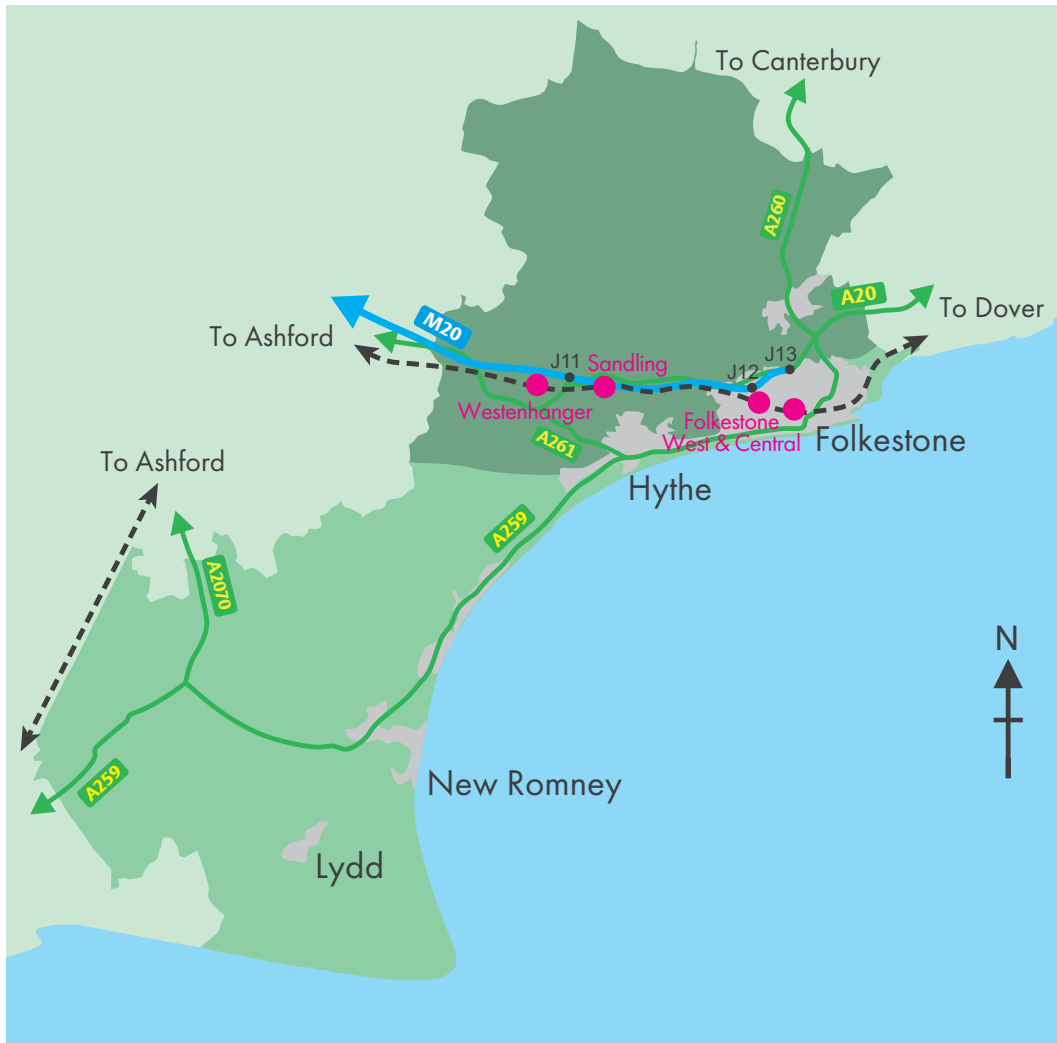 To Canterbury
A260
A20
To Dover
M20
To Ashford
J11
Sandling
J12
J13
Westenhanger
Folkestone
West & Central
Folkestone
A261
Hythe
To Ashford
A259
A2070
N
A259
New Romney
Lydd